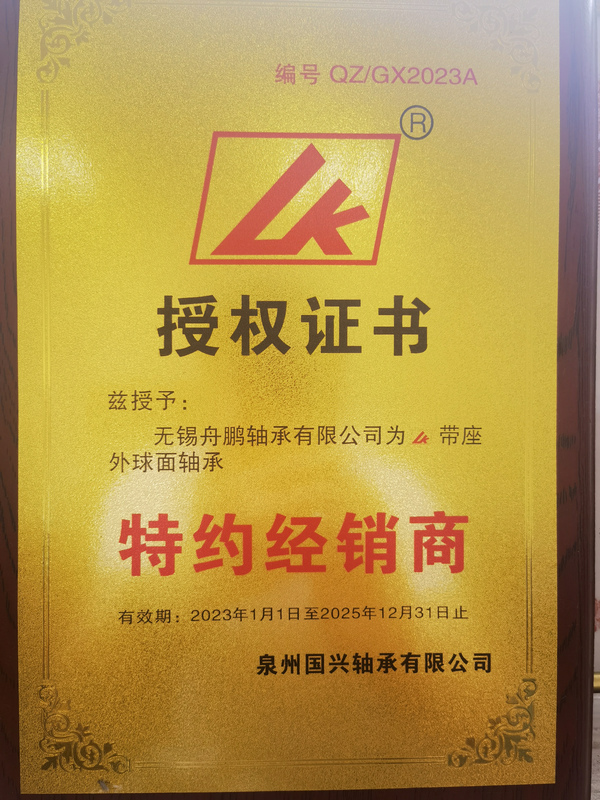 编号 QZ/GX2023A
®
LK
授权证书
兹授予：
无锡舟鹏轴承有限公司为 LK 带座
外球面轴承
特约经销商
有效期：2023年1月1日至2025年12月31日止
泉州国兴轴承有限公司